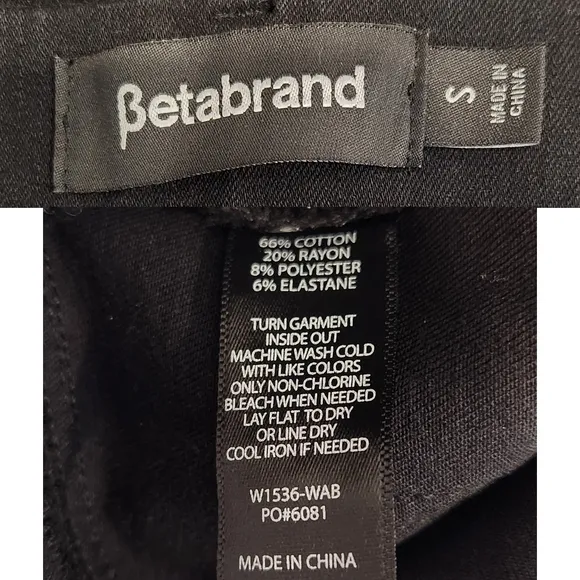 βetabrand
S
MADE IN
CHINA
66% COTTON
20% RAYON
8% POLYESTER
6% ELASTANE
TURN GARMENT
INSIDE OUT
MACHINE WASH COLD
WITH LIKE COLORS
ONLY NON-CHLORINE
BLEACH WHEN NEEDED
LAY FLAT TO DRY
OR LINE DRY
COOL IRON IF NEEDED
W1536-WAB
PO#6081
MADE IN CHINA